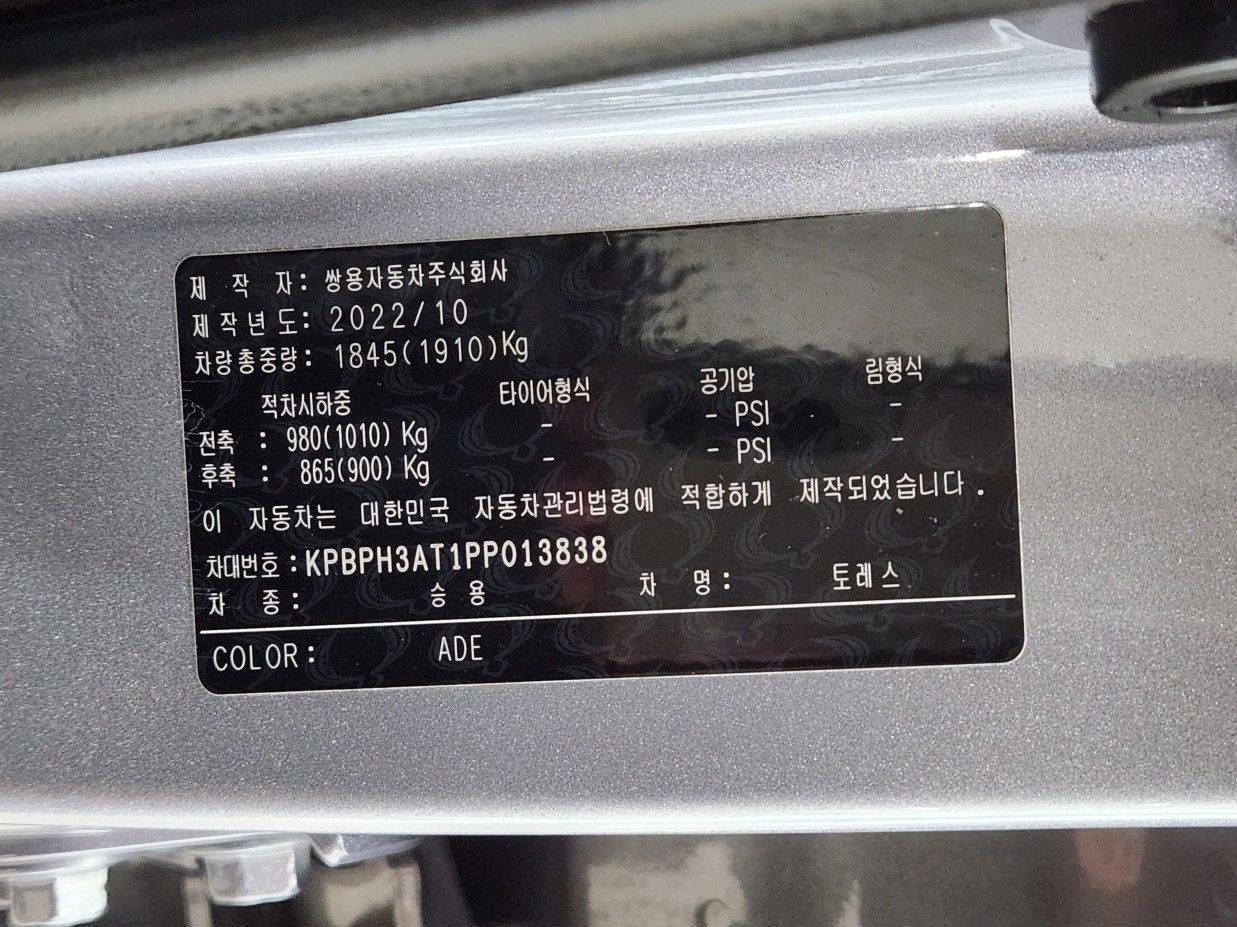 제 작 자: 쌍용자동차주식회사
제작년도: 2022/10
차량총중량: 1845(1910)Kg
적차시하중 타이어형식 공기압 림형식
전축 : 980(1010) Kg - - PSI -
후축 : 865(900) Kg - - PSI -
이 자동차는 대한민국 자동차관리법령에 적합하게 제작되었습니다.
차대번호:KPBPH3AT1PP013838
차 종: 승용 차 명: 토레스
COLOR: ADE